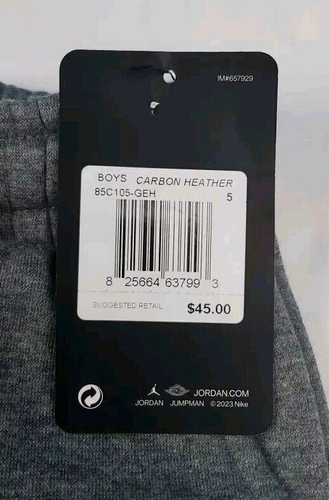 IM#657929
BOYS CARBON HEATHER
85C105-GEH 5
8 25664 63799 3
SUGGESTED RETAIL $45.00
JORDAN.COM
JORDAN JUMPMAN © 2023 Nike